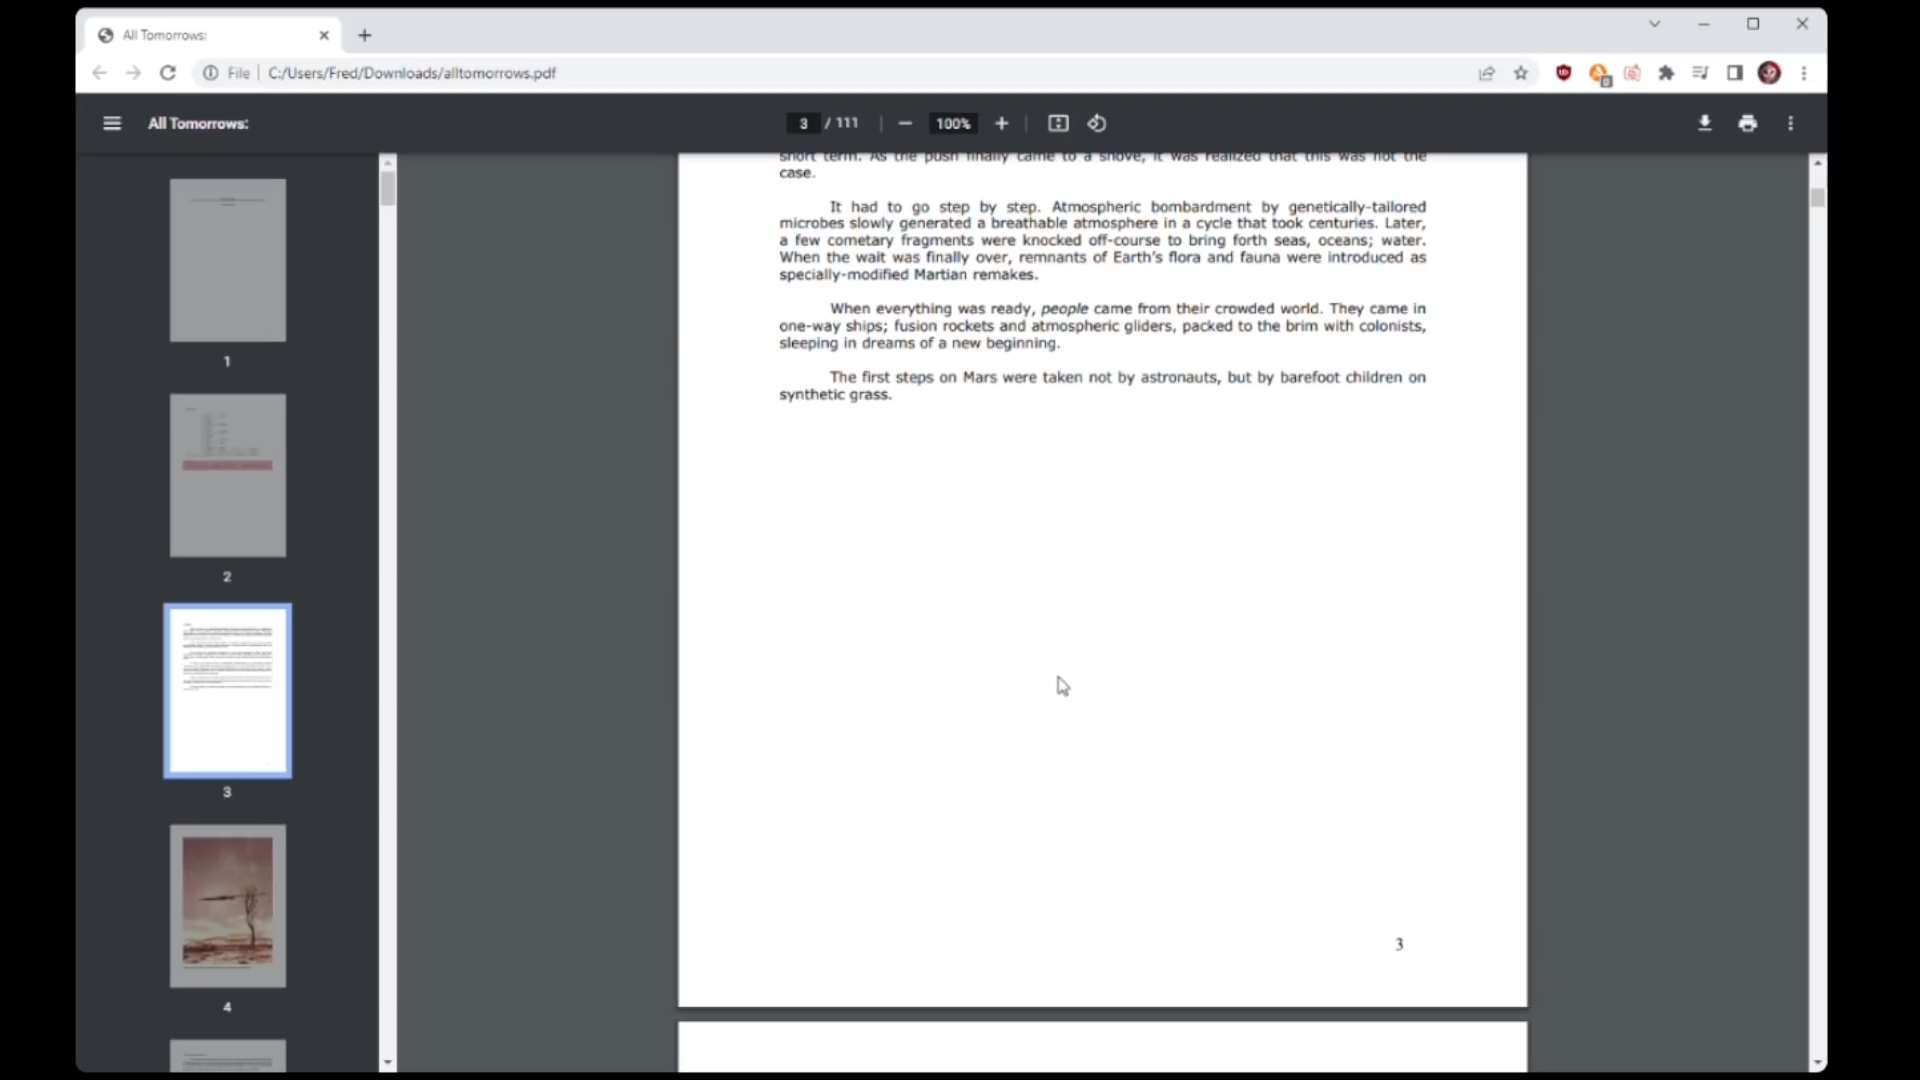 All Tomorrows:
File
C:/Users/Fred/Downloads/alltomorrows.pdf
All Tomorrows:
3 / 111
100%
1
2
3
4
short term. As the push finally came to a shove, it was realized that this was not the
case.
It had to go step by step. Atmospheric bombardment by genetically-tailored
microbes slowly generated a breathable atmosphere in a cycle that took centuries. Later,
a few cometary fragments were knocked off-course to bring forth seas, oceans; water.
When the wait was finally over, remnants of Earth's flora and fauna were introduced as
specially-modified Martian remakes.
When everything was ready, people came from their crowded world. They came in
one-way ships; fusion rockets and atmospheric gliders, packed to the brim with colonists,
sleeping in dreams of a new beginning.
The first steps on Mars were taken not by astronauts, but by barefoot children on
synthetic grass.
3